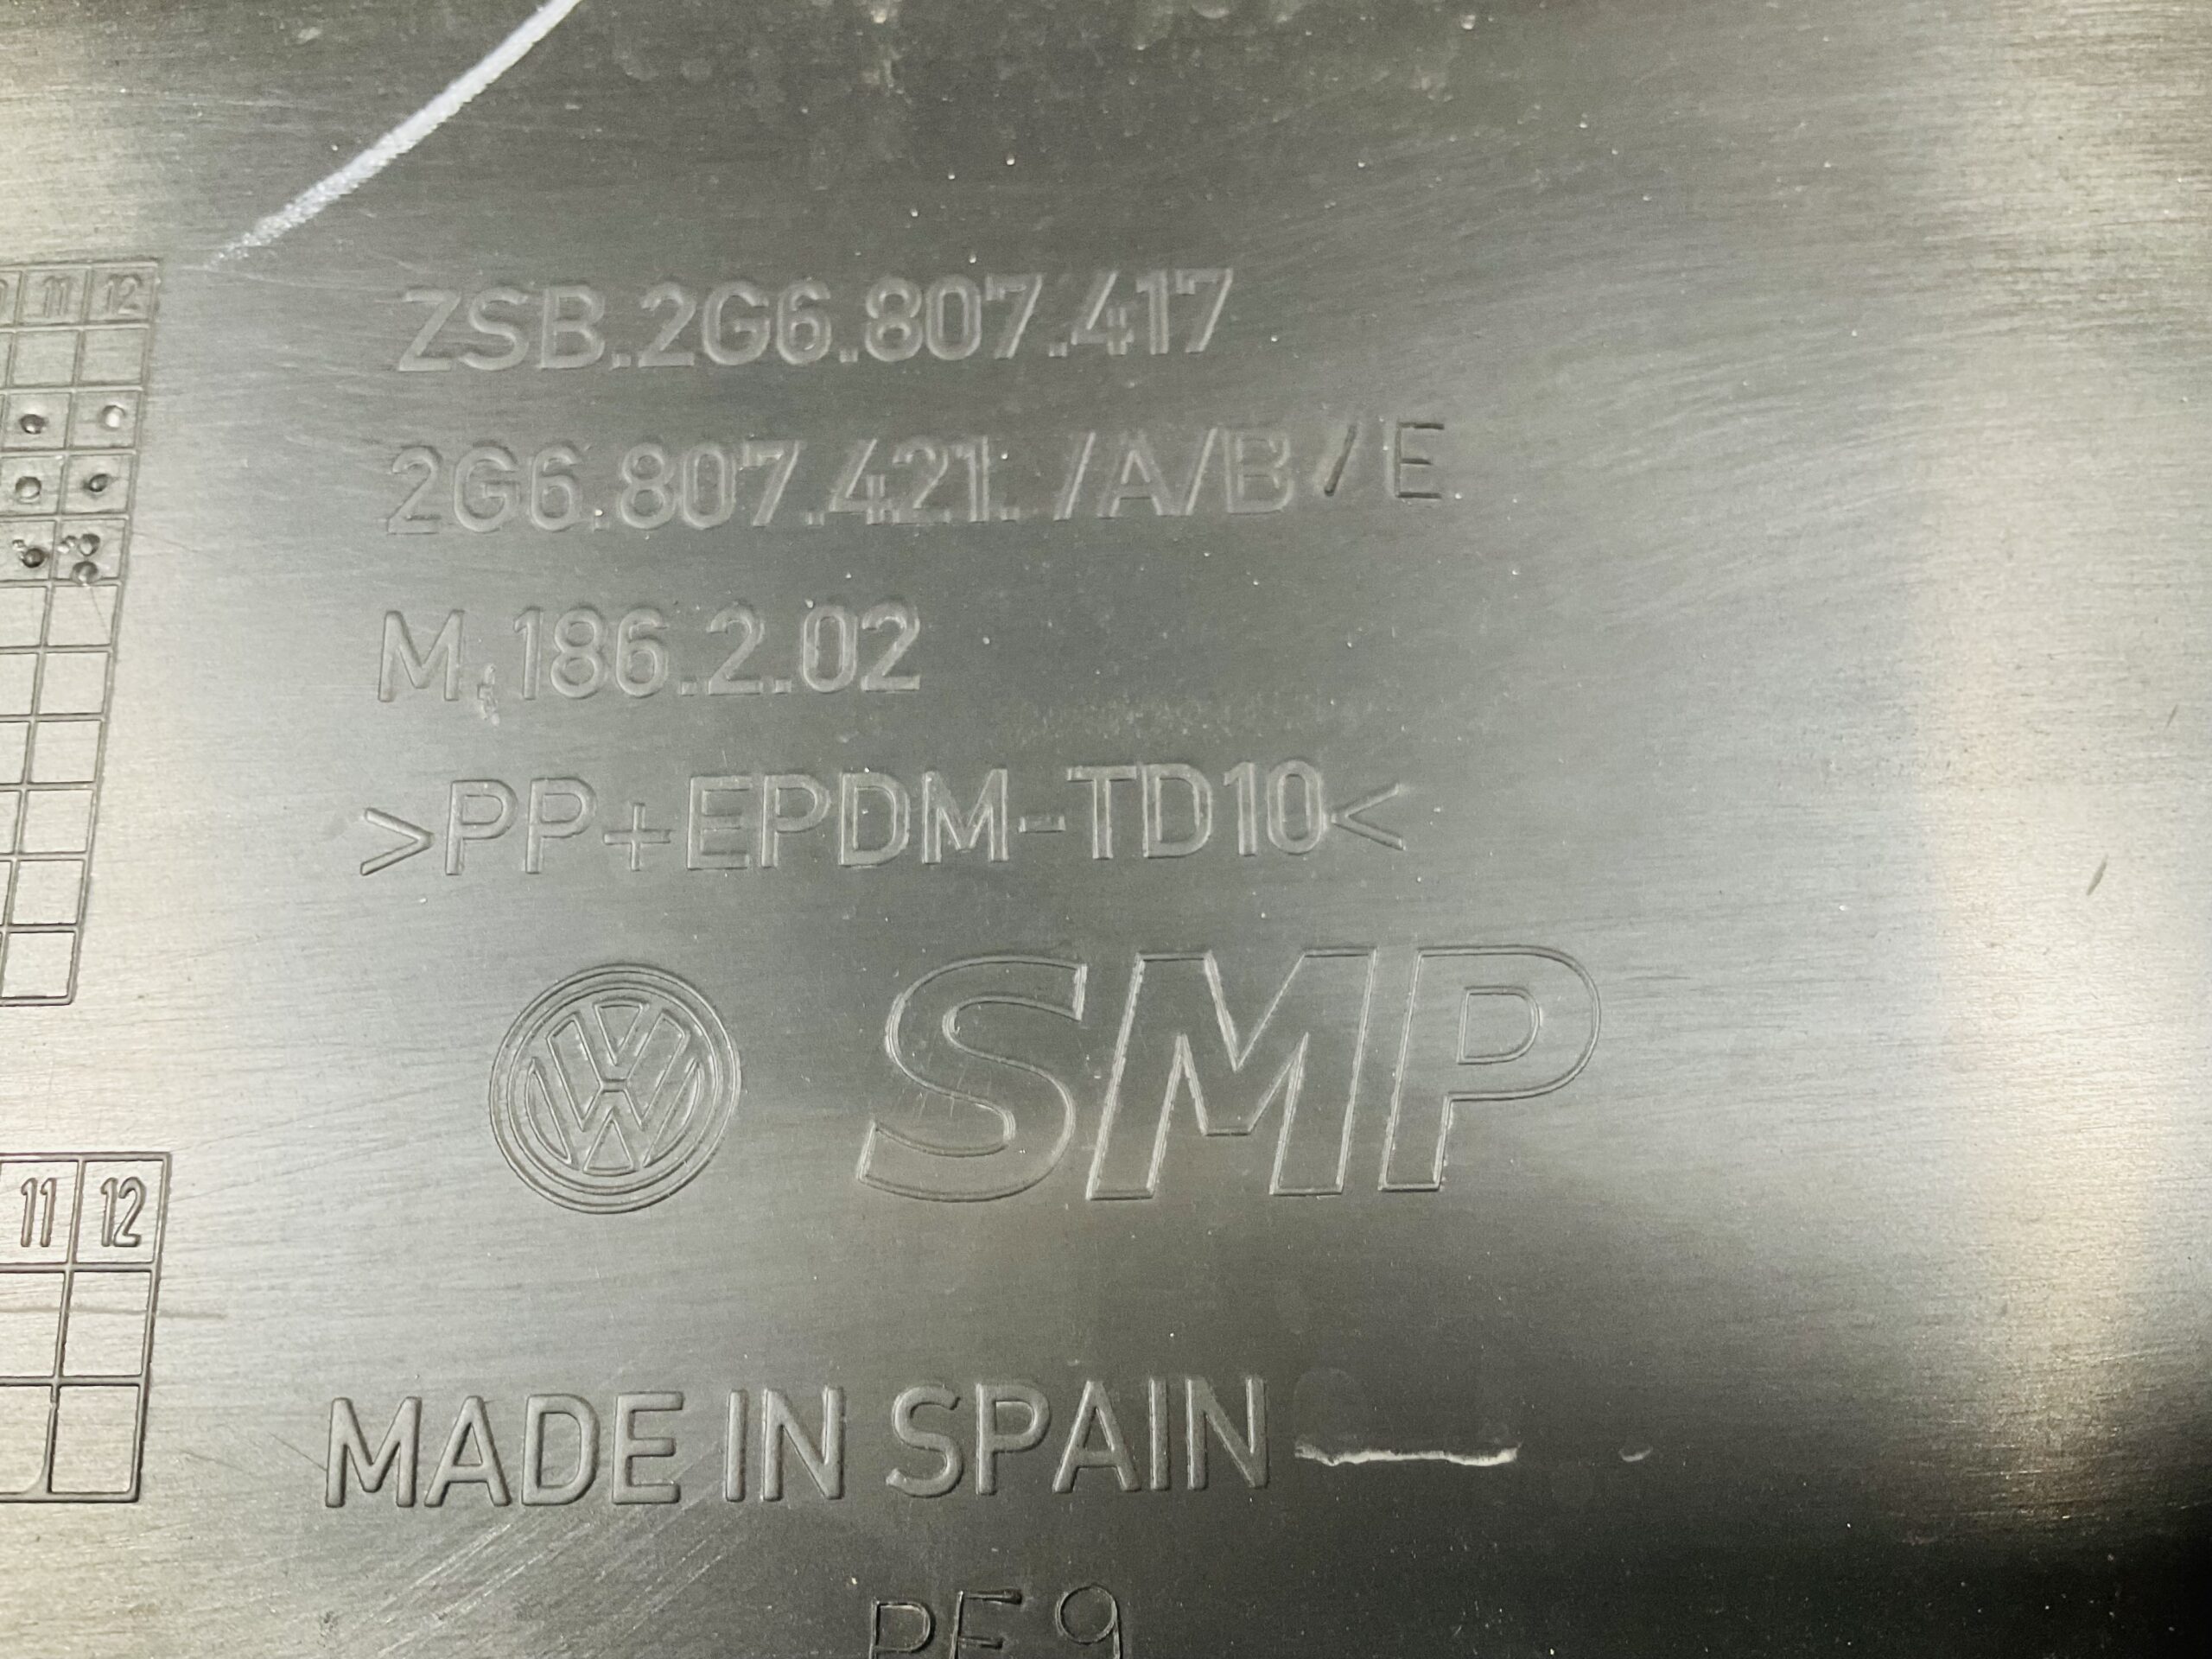 11 12
ZSB.2G6.807.417
2G6.807.421. /A/B/E
M.186.2.02
>PP+EPDM-TD10<
SMP
11 12
MADE IN SPAIN